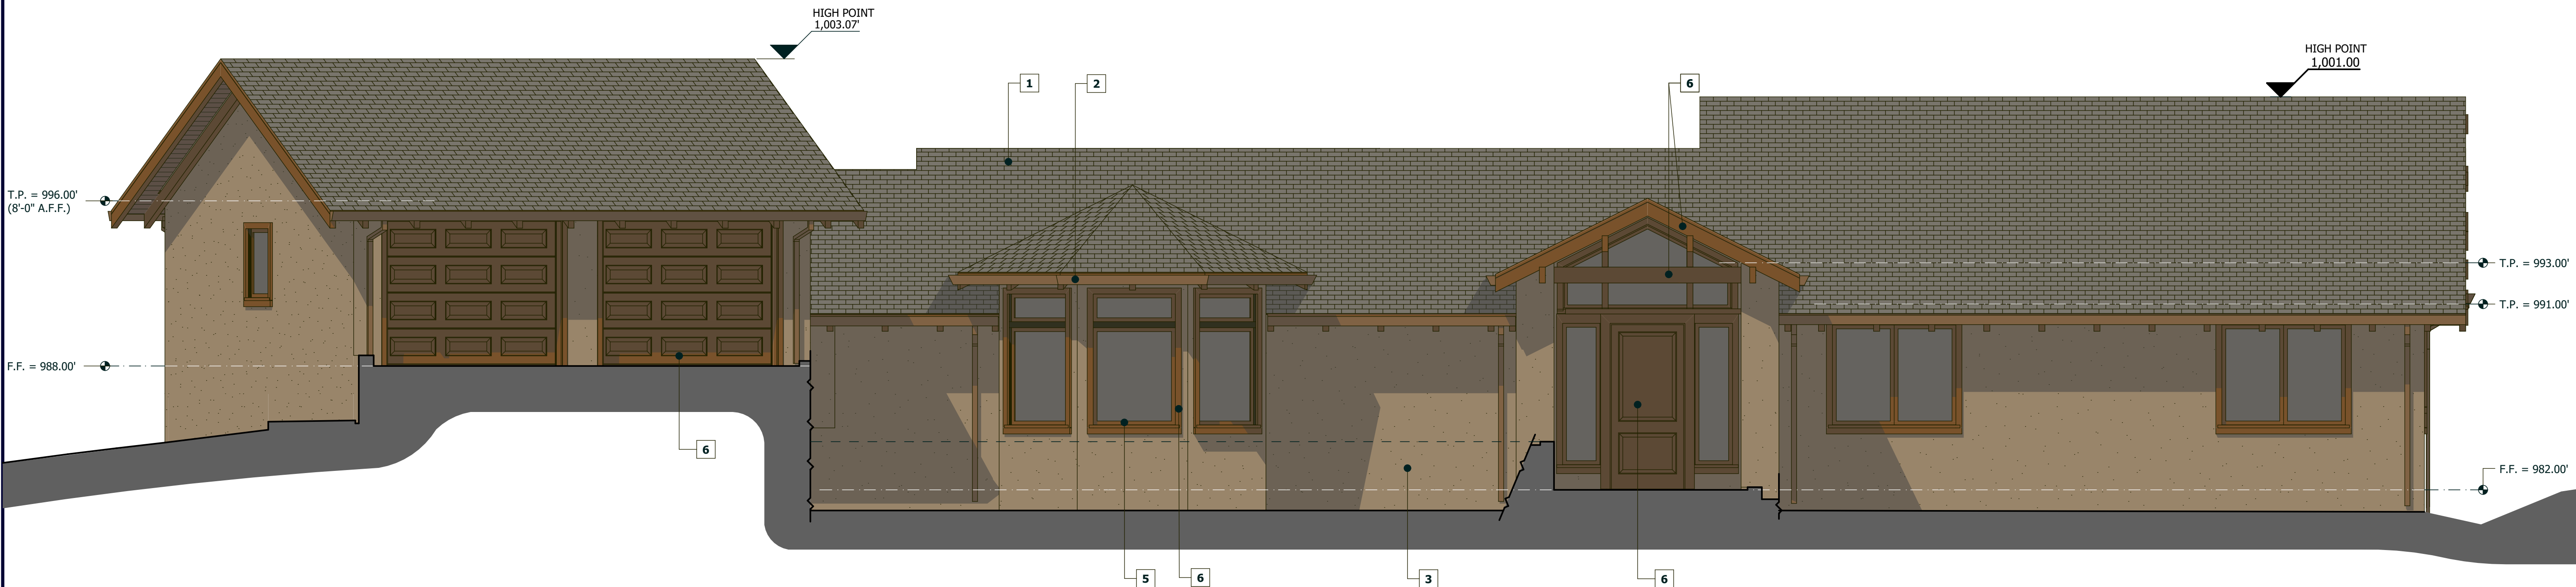 HIGH POINT
1,003.07'
HIGH POINT
1,001.00
1
2
6
T.P. = 996.00'
(8'-0" A.F.F.)
T.P. = 993.00'
T.P. = 991.00'
F.F. = 988.00'
6
F.F. = 982.00'
5
6
3
6